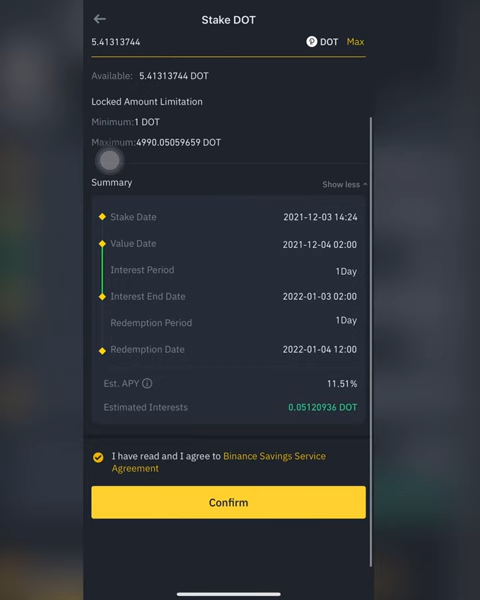 Stake DOT
5.41313744 DOT Max
Available: 5.41313744 DOT
Locked Amount Limitation
Minimum:1 DOT
Maximum:4990.05059659 DOT
Summary Show less
Stake Date 2021-12-03 14:24
Value Date 2021-12-04 02:00
Interest Period 1Day
Interest End Date 2022-01-03 02:00
Redemption Period 1Day
Redemption Date 2022-01-04 12:00
Est. APY 11.51%
Estimated Interests 0.05120936 DOT
I have read and I agree to Binance Savings Service
Agreement
Confirm